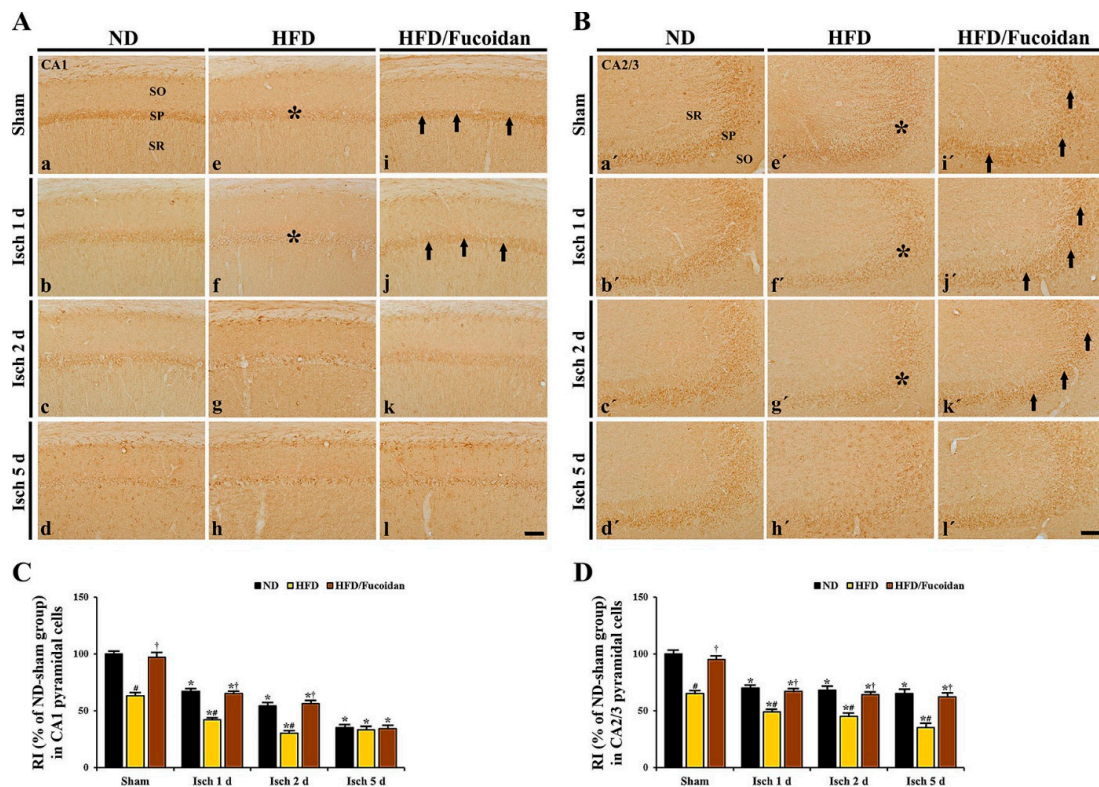 A
ND HFD HFD/Fucoidan
Sham
CA1
SO
SP
SR
*
a e i
Isch 1 d
*
b f j
Isch 2 d
c g k
Isch 5 d
d h l
B
ND HFD HFD/Fucoidan
Sham
CA2/3
SR
SP
SO
*
a´ e´ i´
Isch 1 d
*
b´ f´ j´
Isch 2 d
*
c´ g´ k´
Isch 5 d
d´ h´ l´
C
ND HFD HFD/Fucoidan
RI (% of ND-sham group)
in CA1 pyramidal cells
150
100
50
0
# †
* *# *†
* *# *†
* * *
Sham Isch 1 d Isch 2 d Isch 5 d
D
ND HFD HFD/Fucoidan
RI (% of ND-sham group)
in CA2/3 pyramidal cells
150
100
50
0
# †
* *# *†
* *# *†
* *# *†
Sham Isch 1 d Isch 2 d Isch 5 d